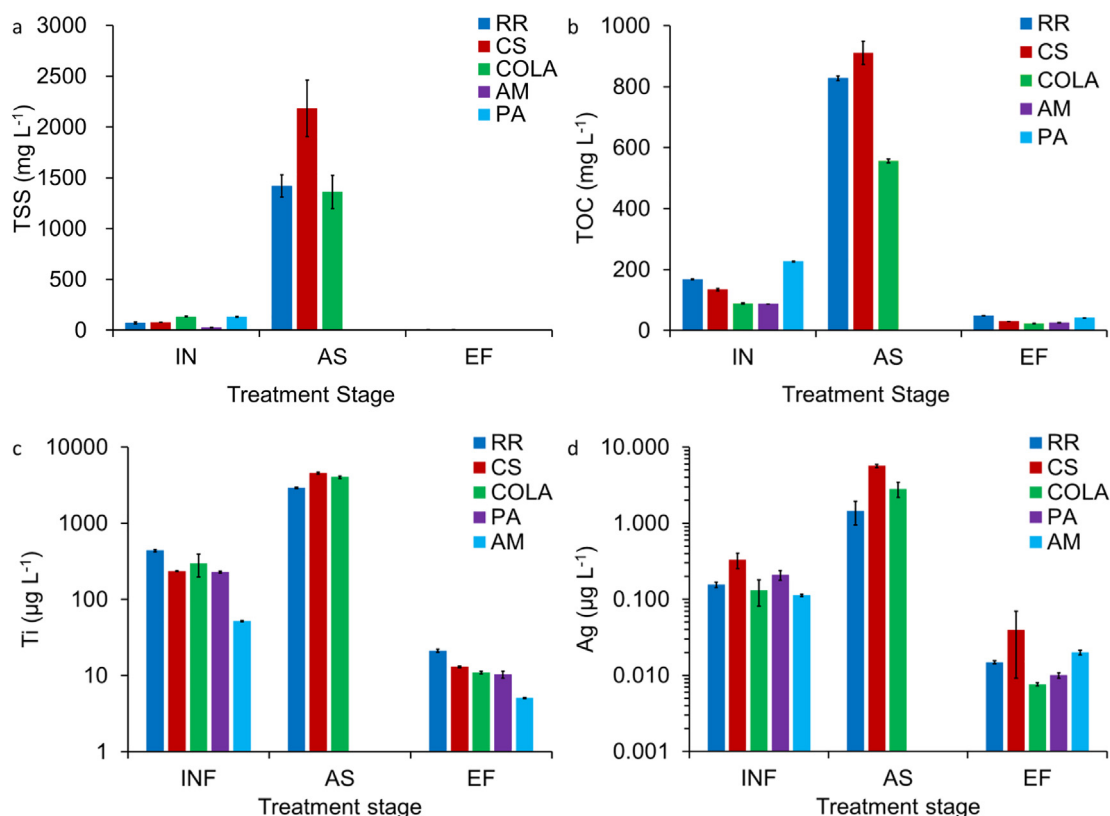 a
3000
2500
2000
1500
1000
500
0
TSS (mg L-1)
RR
CS
COLA
AM
PA
IN AS EF
Treatment Stage
b
1000
800
600
400
200
0
TOC (mg L-1)
RR
CS
COLA
AM
PA
IN AS EF
Treatment Stage
c
10000
1000
100
10
1
Ti (µg L-1)
RR
CS
COLA
PA
AM
INF AS EF
Treatment stage
d
10.000
1.000
0.100
0.010
0.001
Ag (µg L-1)
RR
CS
COLA
PA
AM
INF AS EF
Treatment stage